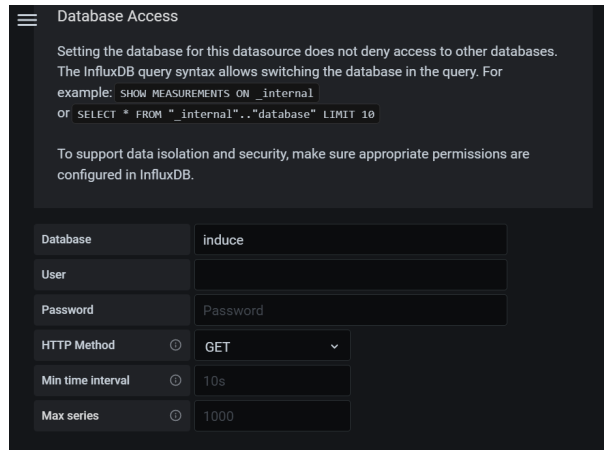 Database Access
Setting the database for this datasource does not deny access to other databases.
The InfluxDB query syntax allows switching the database in the query. For
example: SHOW MEASUREMENTS ON _internal
or SELECT * FROM "_internal".."database" LIMIT 10
To support data isolation and security, make sure appropriate permissions are
configured in InfluxDB.
Database induce
User
Password Password
HTTP Method GET
Min time interval 10s
Max series 1000